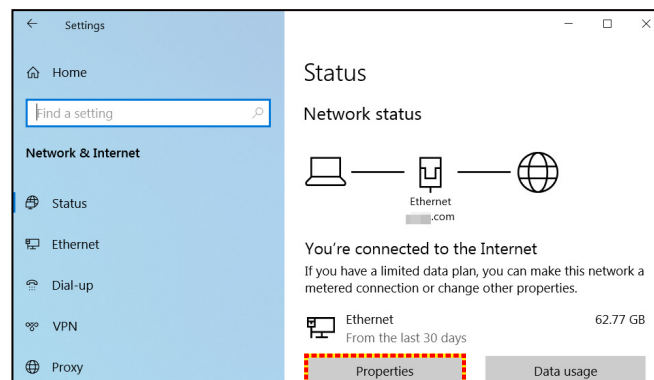 Settings
Home
Find a setting
Network & Internet
Status
Ethernet
Dial-up
VPN
Proxy
Status
Network status
Ethernet
.com
You're connected to the Internet
If you have a limited data plan, you can make this network a
metered connection or change other properties.
Ethernet 62.77 GB
From the last 30 days
Properties Data usage